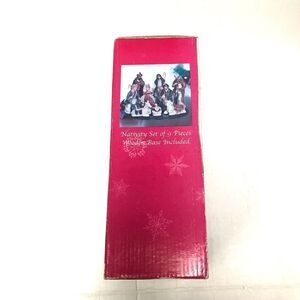 Nativity Set of 9 Pieces
Wooden Base Included